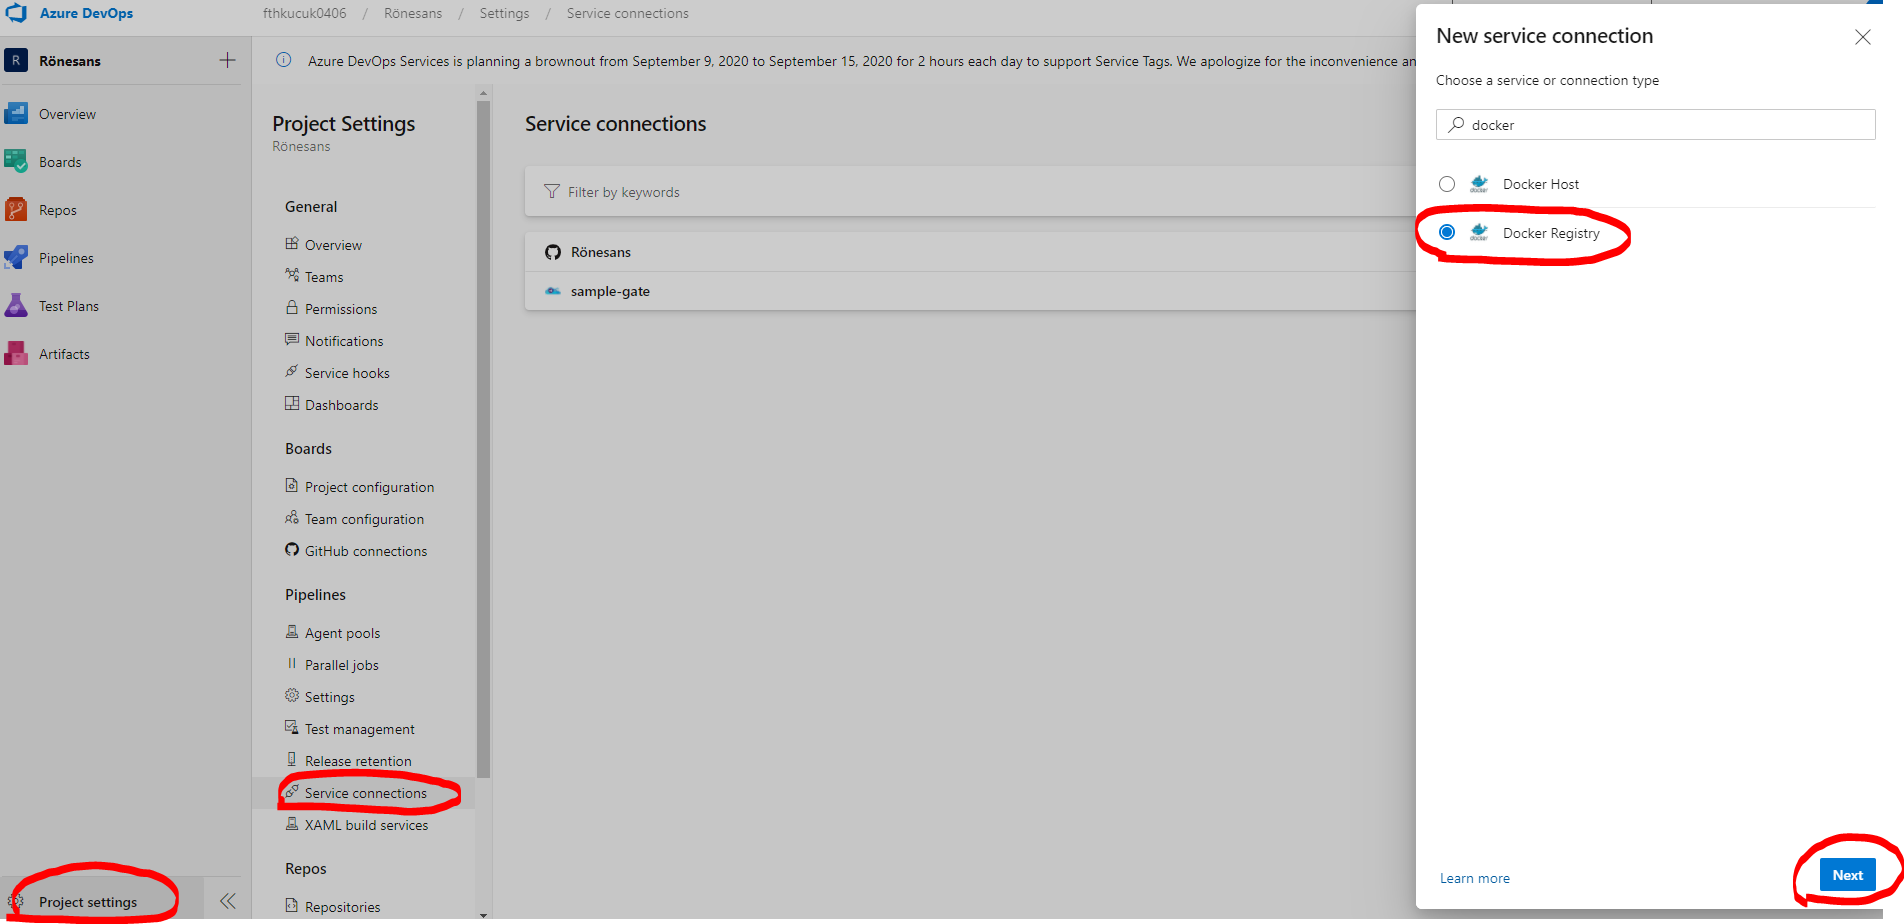 Azure DevOps
fthkucuk0406 / Rönesans / Settings / Service connections
R Rönesans
Overview
Boards
Repos
Pipelines
Test Plans
Artifacts
Project settings
Azure DevOps Services is planning a brownout from September 9, 2020 to September 15, 2020 for 2 hours each day to support Service Tags. We apologize for the inconvenience an
Project Settings
Rönesans
General
Overview
Teams
Permissions
Notifications
Service hooks
Dashboards
Boards
Project configuration
Team configuration
GitHub connections
Pipelines
Agent pools
Parallel jobs
Settings
Test management
Release retention
Service connections
XAML build services
Repos
Repositories
Service connections
Filter by keywords
Rönesans
sample-gate
New service connection
Choose a service or connection type
docker
docker Docker Host
docker Docker Registry
Learn more
Next